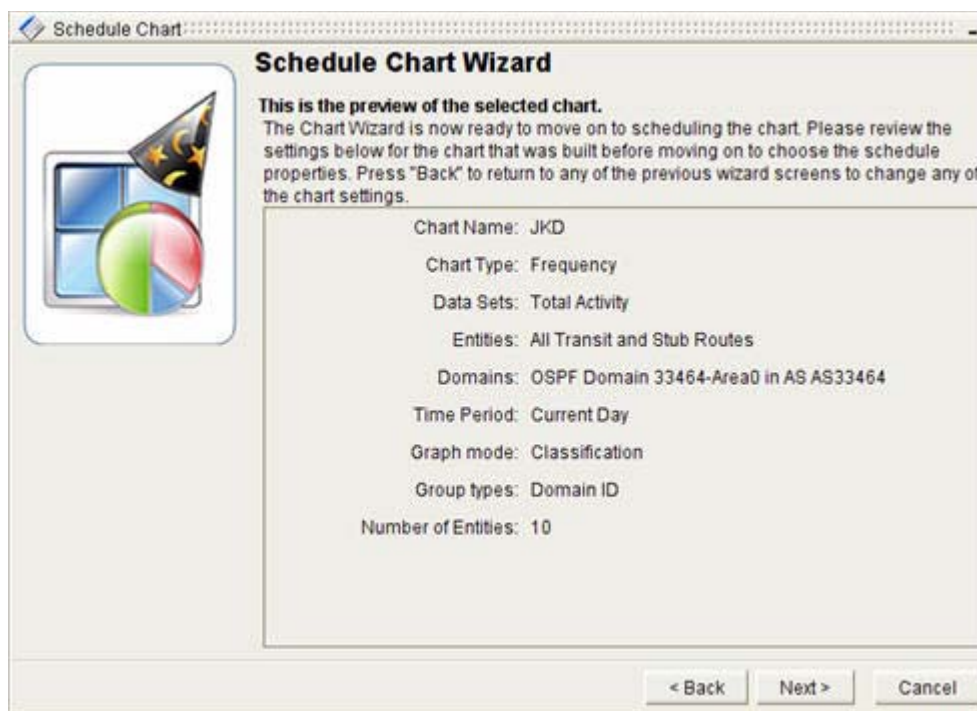 Schedule Chart
Schedule Chart Wizard
This is the preview of the selected chart.
The Chart Wizard is now ready to move on to scheduling the chart. Please review the
settings below for the chart that was built before moving on to choose the schedule
properties. Press "Back" to return to any of the previous wizard screens to change any of
the chart settings.
Chart Name: JKD
Chart Type: Frequency
Data Sets: Total Activity
Entities: All Transit and Stub Routes
Domains: OSPF Domain 33464-Area0 in AS AS33464
Time Period: Current Day
Graph mode: Classification
Group types: Domain ID
Number of Entities: 10
< Back Next > Cancel